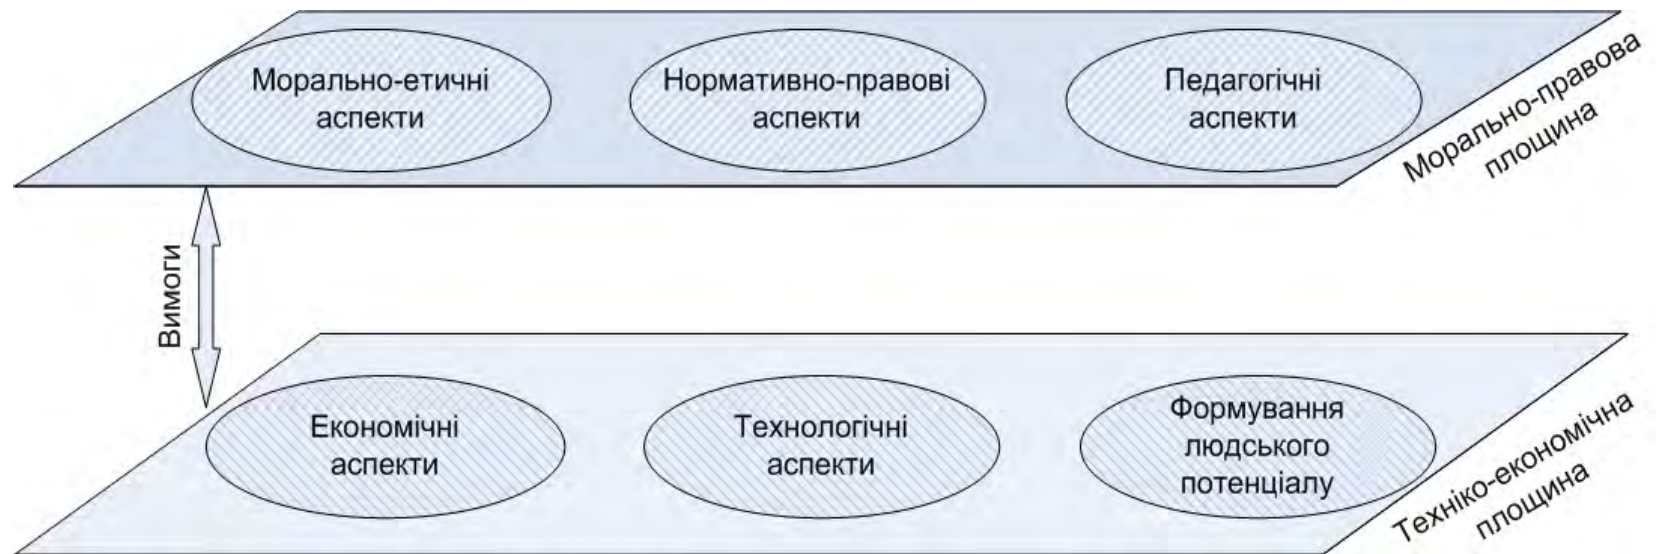 Морально-етичні
аспекти
Нормативно-правові
аспекти
Педагогічні
аспекти
Морально-правова
площина
Вимоги
Економічні
аспекти
Технологічні
аспекти
Формування
людського
потенціалу
Техніко-економічна
площина